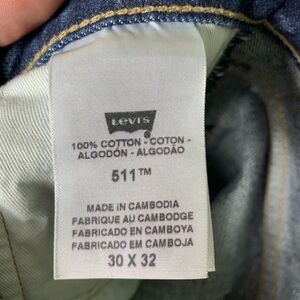 LEVI'S
100% COTTON - COTON -
ALGODÓN - ALGODÃO
511™
MADE IN CAMBODIA
FABRIQUE AU CAMBODGE
FABRICADO EN CAMBOYA
FABRICADO EM CAMBOJA
30 X 32